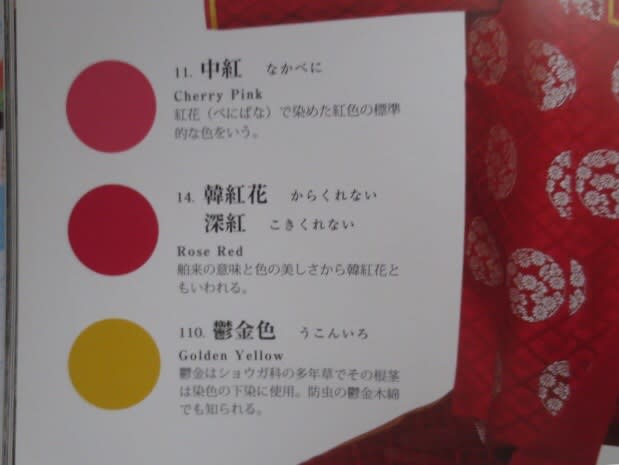 11. 中紅 なかべに
Cherry Pink
紅花（べにばな）で染めた紅色の標準
的な色をいう。
14. 韓紅花 からくれない
深紅 こきくれない
Rose Red
舶来の意味と色の美しさから韓紅花と
もいわれる。
110. 鬱金色 うこんいろ
Golden Yellow
鬱金はショウガ科の多年草でその根茎
は染色の下染に使用。防虫の鬱金木綿
でも知られる。